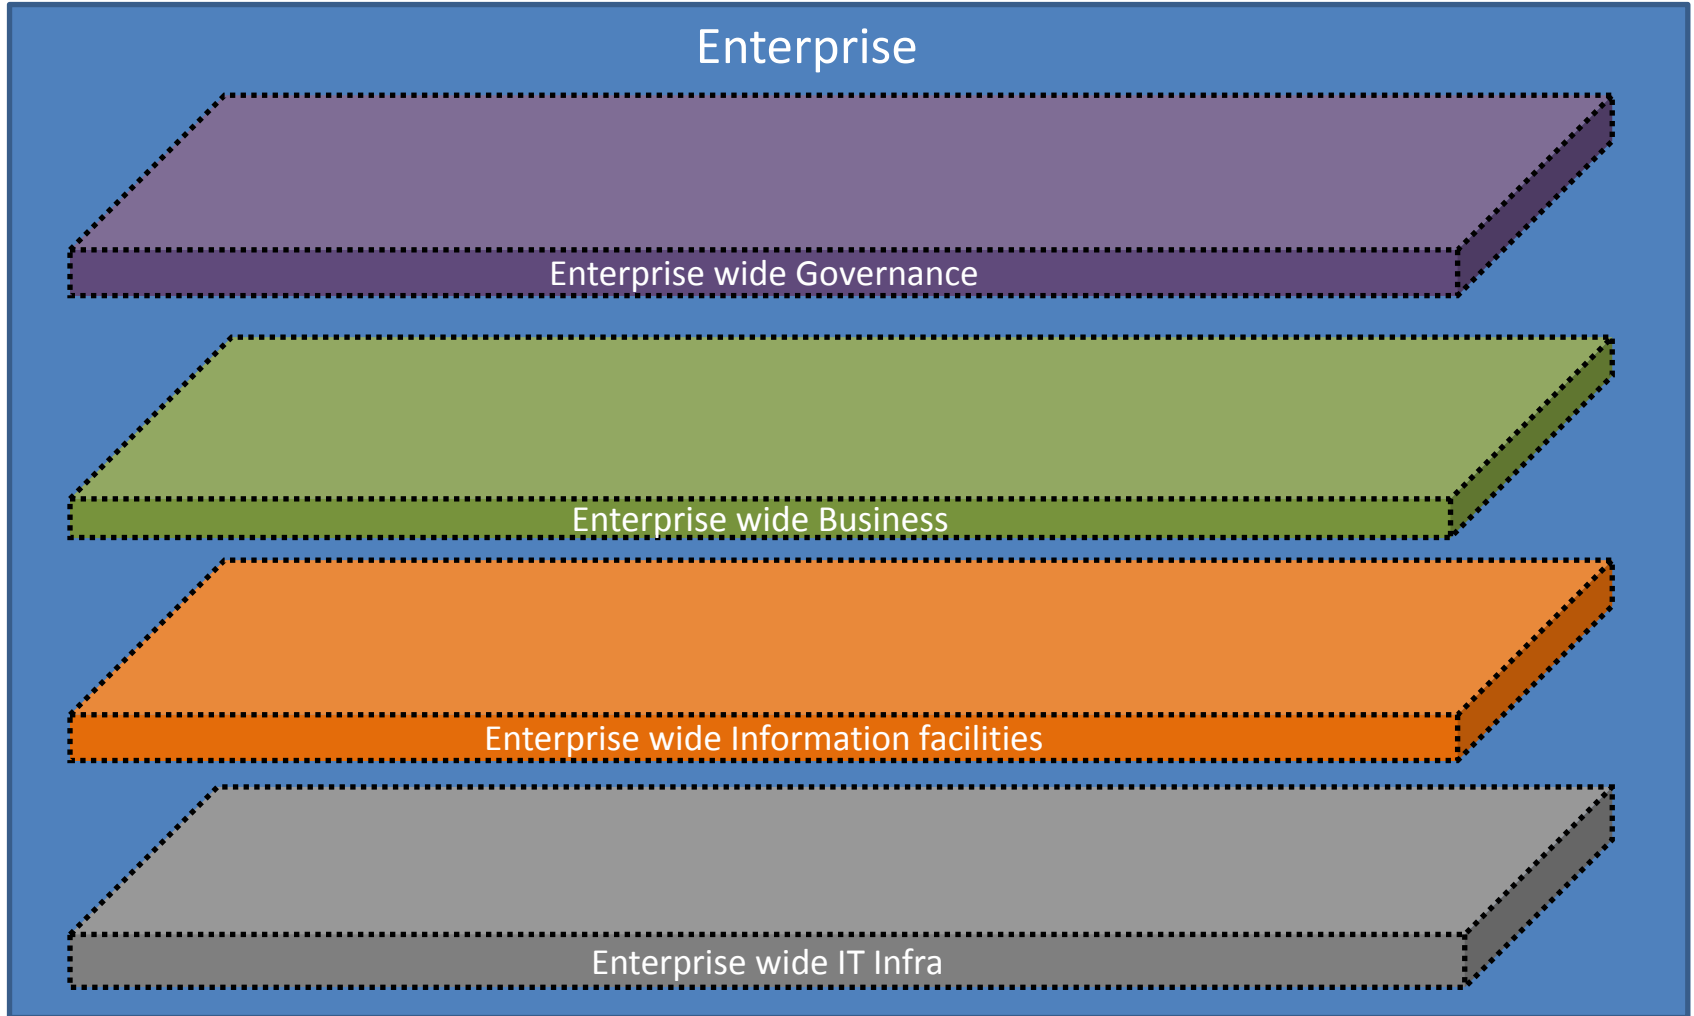 Enterprise
Enterprise wide Governance
Enterprise wide Business
Enterprise wide Information facilities
Enterprise wide IT Infra